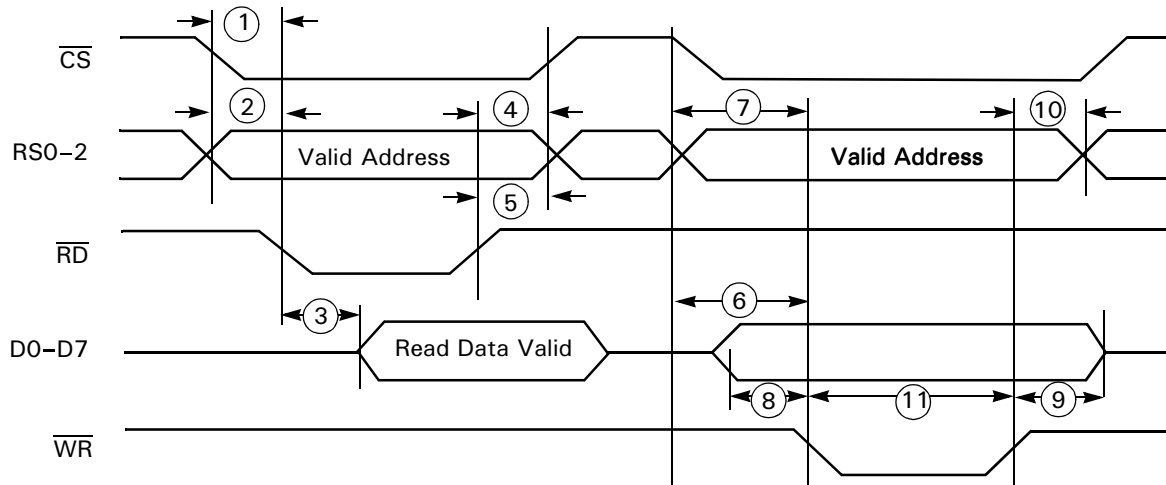 1
CS
2
4
7
10
RS0–2
Valid Address
Valid Address
5
RD
6
3
D0–D7
Read Data Valid
8
11
9
WR